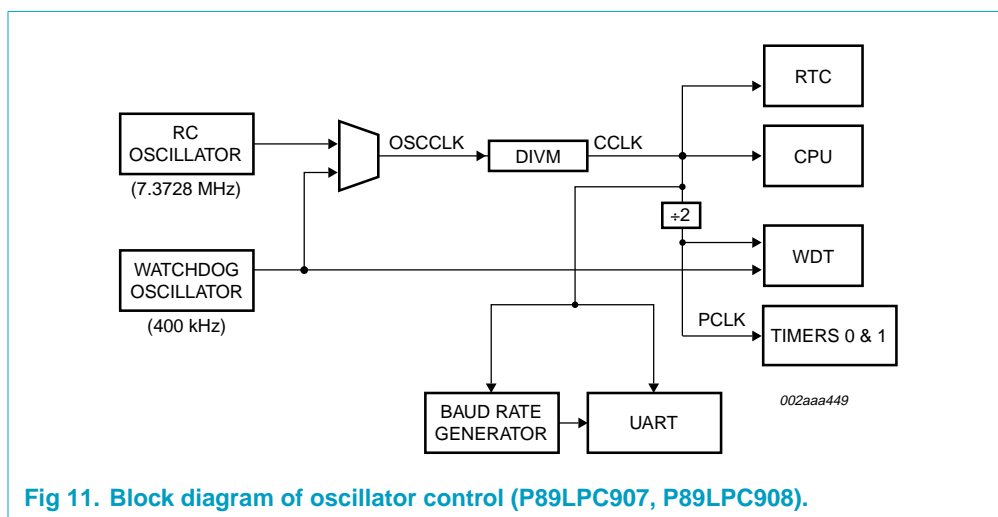 RC
OSCILLATOR
(7.3728 MHz)
WATCHDOG
OSCILLATOR
(400 kHz)
OSCCLK
DIVM
CCLK
÷2
RTC
CPU
WDT
PCLK
TIMERS 0 & 1
BAUD RATE
GENERATOR
UART
002aaa449
Fig 11. Block diagram of oscillator control (P89LPC907, P89LPC908).